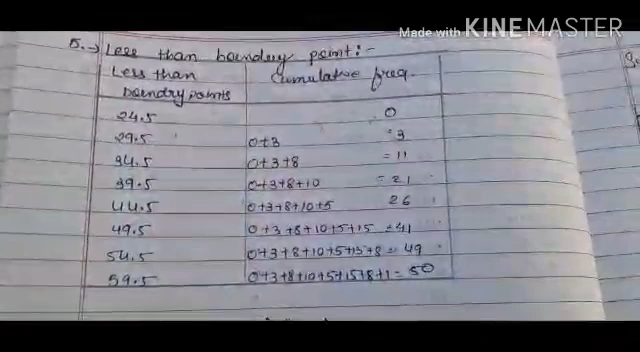 Made with KINEMASTER
5.→ Less than boundery point:-
Less than Cumulative freq.
boundry points
24.5 0
29.5 0+3 =3
34.5 0+3+8 =11
39.5 0+3+8+10 =21
44.5 0+3+8+10+5 26
49.5 0+3+8+10+5+15 =41
54.5 0+3+8+10+5+15+8= 49
59.5 0+3+8+10+5+15+8+1= 50